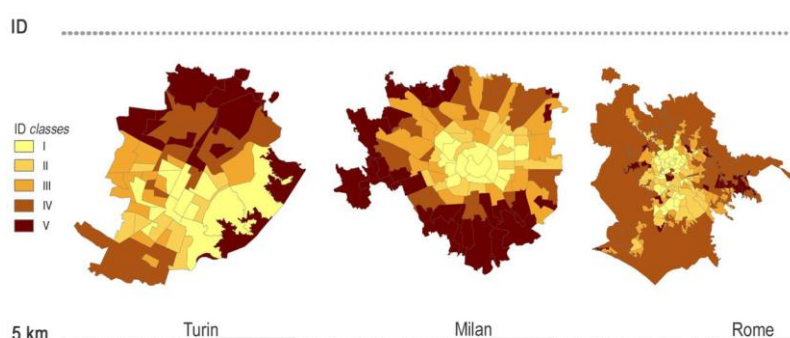 ID
ID classes
I
II
III
IV
V
5 km
Turin
Milan
Rome